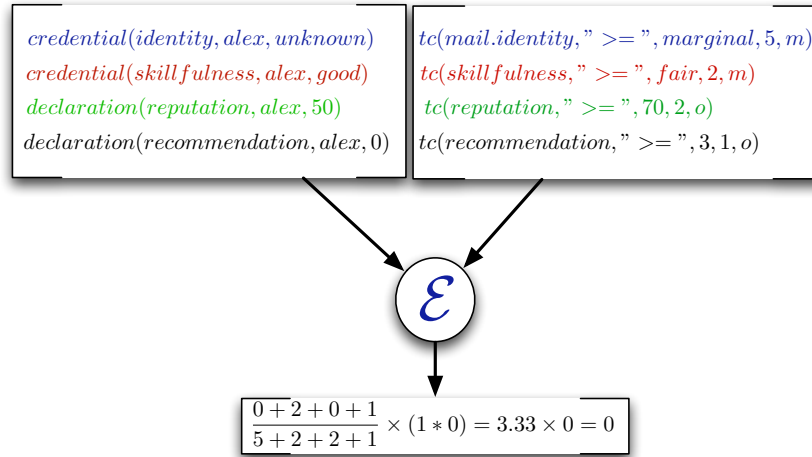 credential(identity, alex, unknown)
credential(skillfulness, alex, good)
declaration(reputation, alex, 50)
declaration(recommendation, alex, 0)
tc(mail.identity, ” >= ”, marginal, 5, m)
tc(skillfulness, ” >= ”, fair, 2, m)
tc(reputation, ” >= ”, 70, 2, o)
tc(recommendation, ” >= ”, 3, 1, o)
ℰ
0 + 2 + 0 + 1
5 + 2 + 2 + 1
× (1 ∗ 0) = 3.33 × 0 = 0